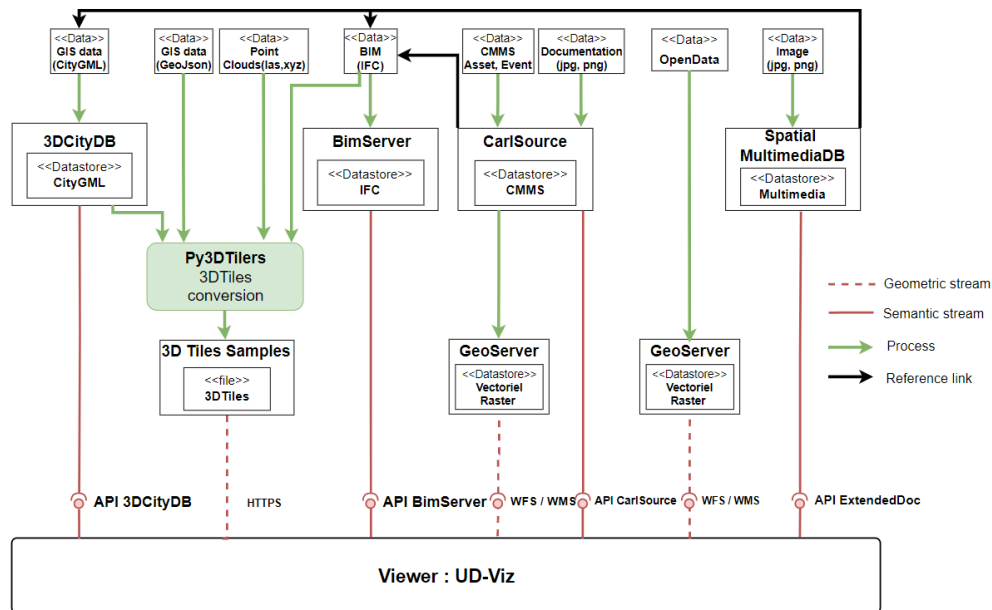 <<Data>>
GIS data
(CityGML)
<<Data>>
GIS data
(GeoJson)
<<Data>>
Point
Clouds(las,xyz)
<<Data>>
BIM
(IFC)
<<Data>>
CMMS
Asset, Event
<<Data>>
Documentation
(jpg, png)
<<Data>>
OpenData
<<Data>>
Image
(jpg, png)
3DCityDB
<<Datastore>>
CityGML
BimServer
<<Datastore>>
IFC
CarlSource
<<Datastore>>
CMMS
Spatial
MultimediaDB
<<Datastore>>
Multimedia
Py3DTilers
3DTiles
conversion
Geometric stream
Semantic stream
Process
Reference link
3D Tiles Samples
<<file>>
3DTiles
GeoServer
<<Datastore>>
Vectoriel
Raster
GeoServer
<<Datastore>>
Vectoriel
Raster
API 3DCityDB
HTTPS
API BimServer
WFS / WMS
API CarlSource
WFS / WMS
API ExtendedDoc
Viewer : UD-Viz